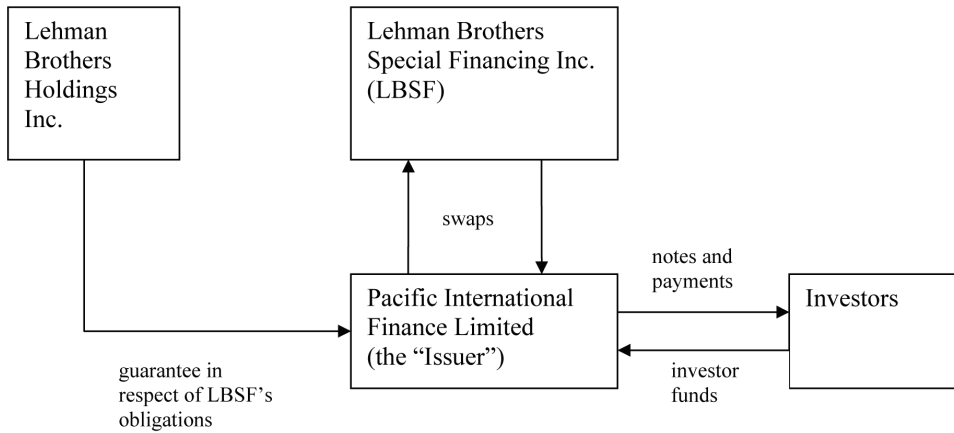 Lehman
Brothers
Holdings
Inc.
Lehman Brothers
Special Financing Inc.
(LBSF)
swaps
notes and
payments
Pacific International
Finance Limited
(the “Issuer”)
Investors
guarantee in
respect of LBSF’s
obligations
investor
funds